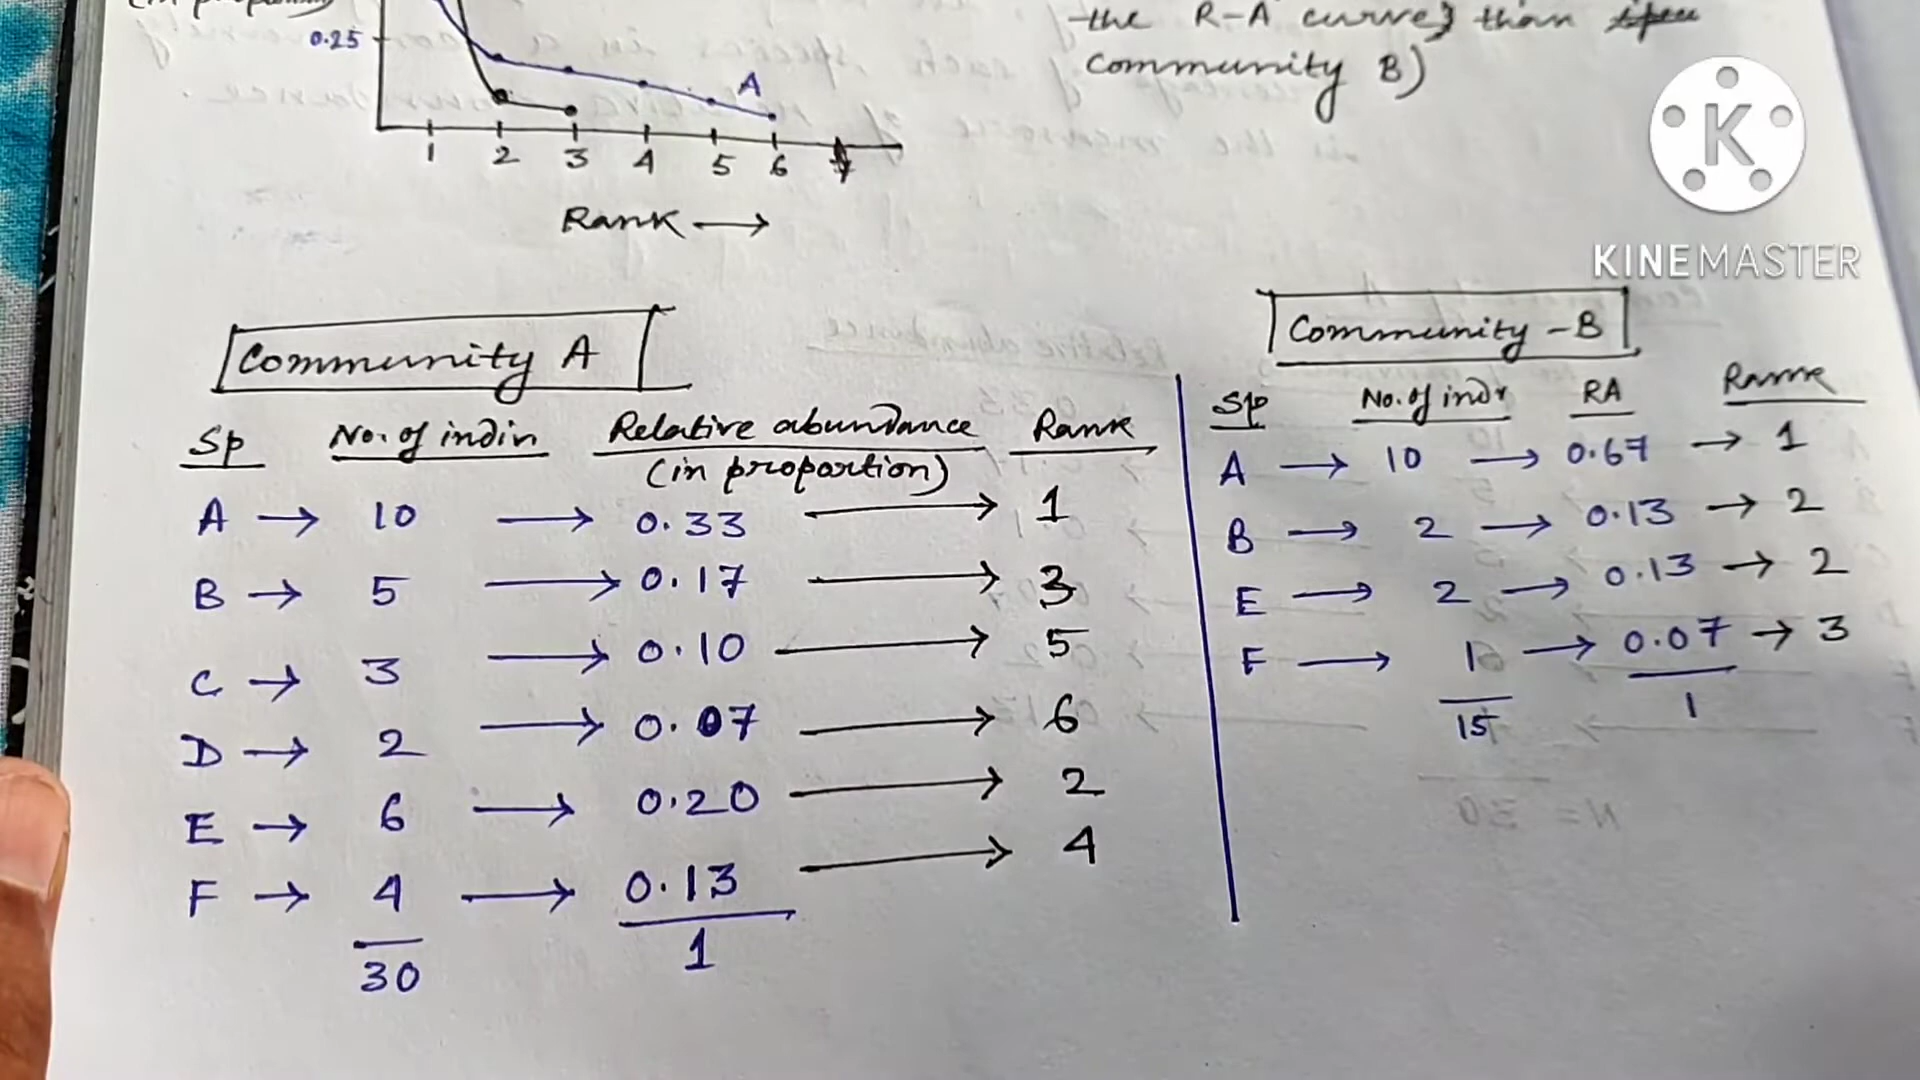 the R-A curve) than
0.25
Community B)
A
1 2 3 4 5 6
Rank →
KINEMASTER
Community A
Sp No. of indiv Relative abundance (in proportion) Rank
A → 10 → 0.33 → 1
B → 5 → 0.17 → 3
C → 3 → 0.10 → 5
D → 2 → 0.07 → 6
E → 6 → 0.20 → 2
F → 4 → 0.13 → 4
30 1
Community - B
Sp No. of indv RA Rank
A → 10 → 0.67 → 1
B → 2 → 0.13 → 2
E → 2 → 0.13 → 2
F → 1 → 0.07 → 3
15 1